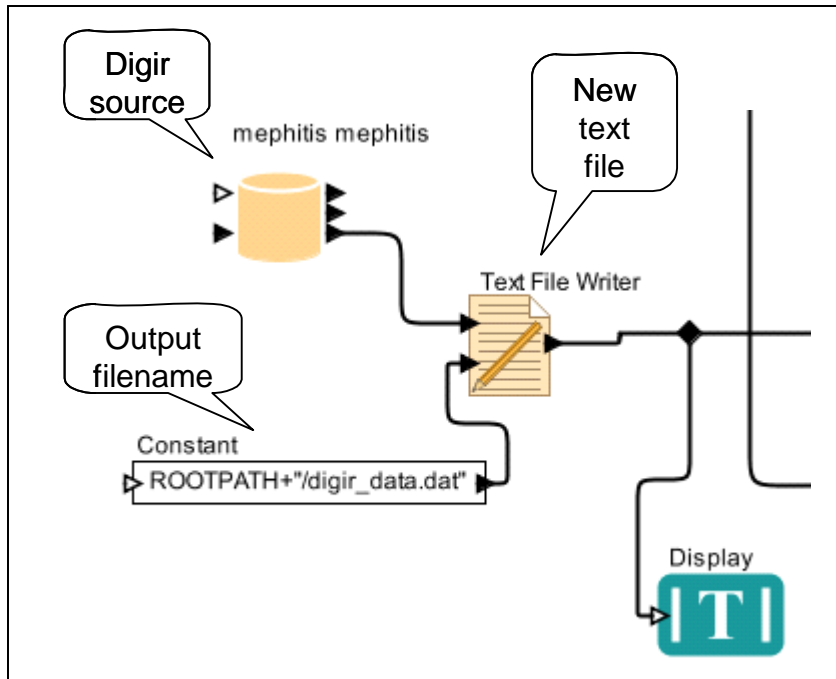 Digir
source
New
text
file
mephitis mephitis
Text File Writer
Output
filename
Constant
ROOTPATH+"/digir_data.dat"
Display
T